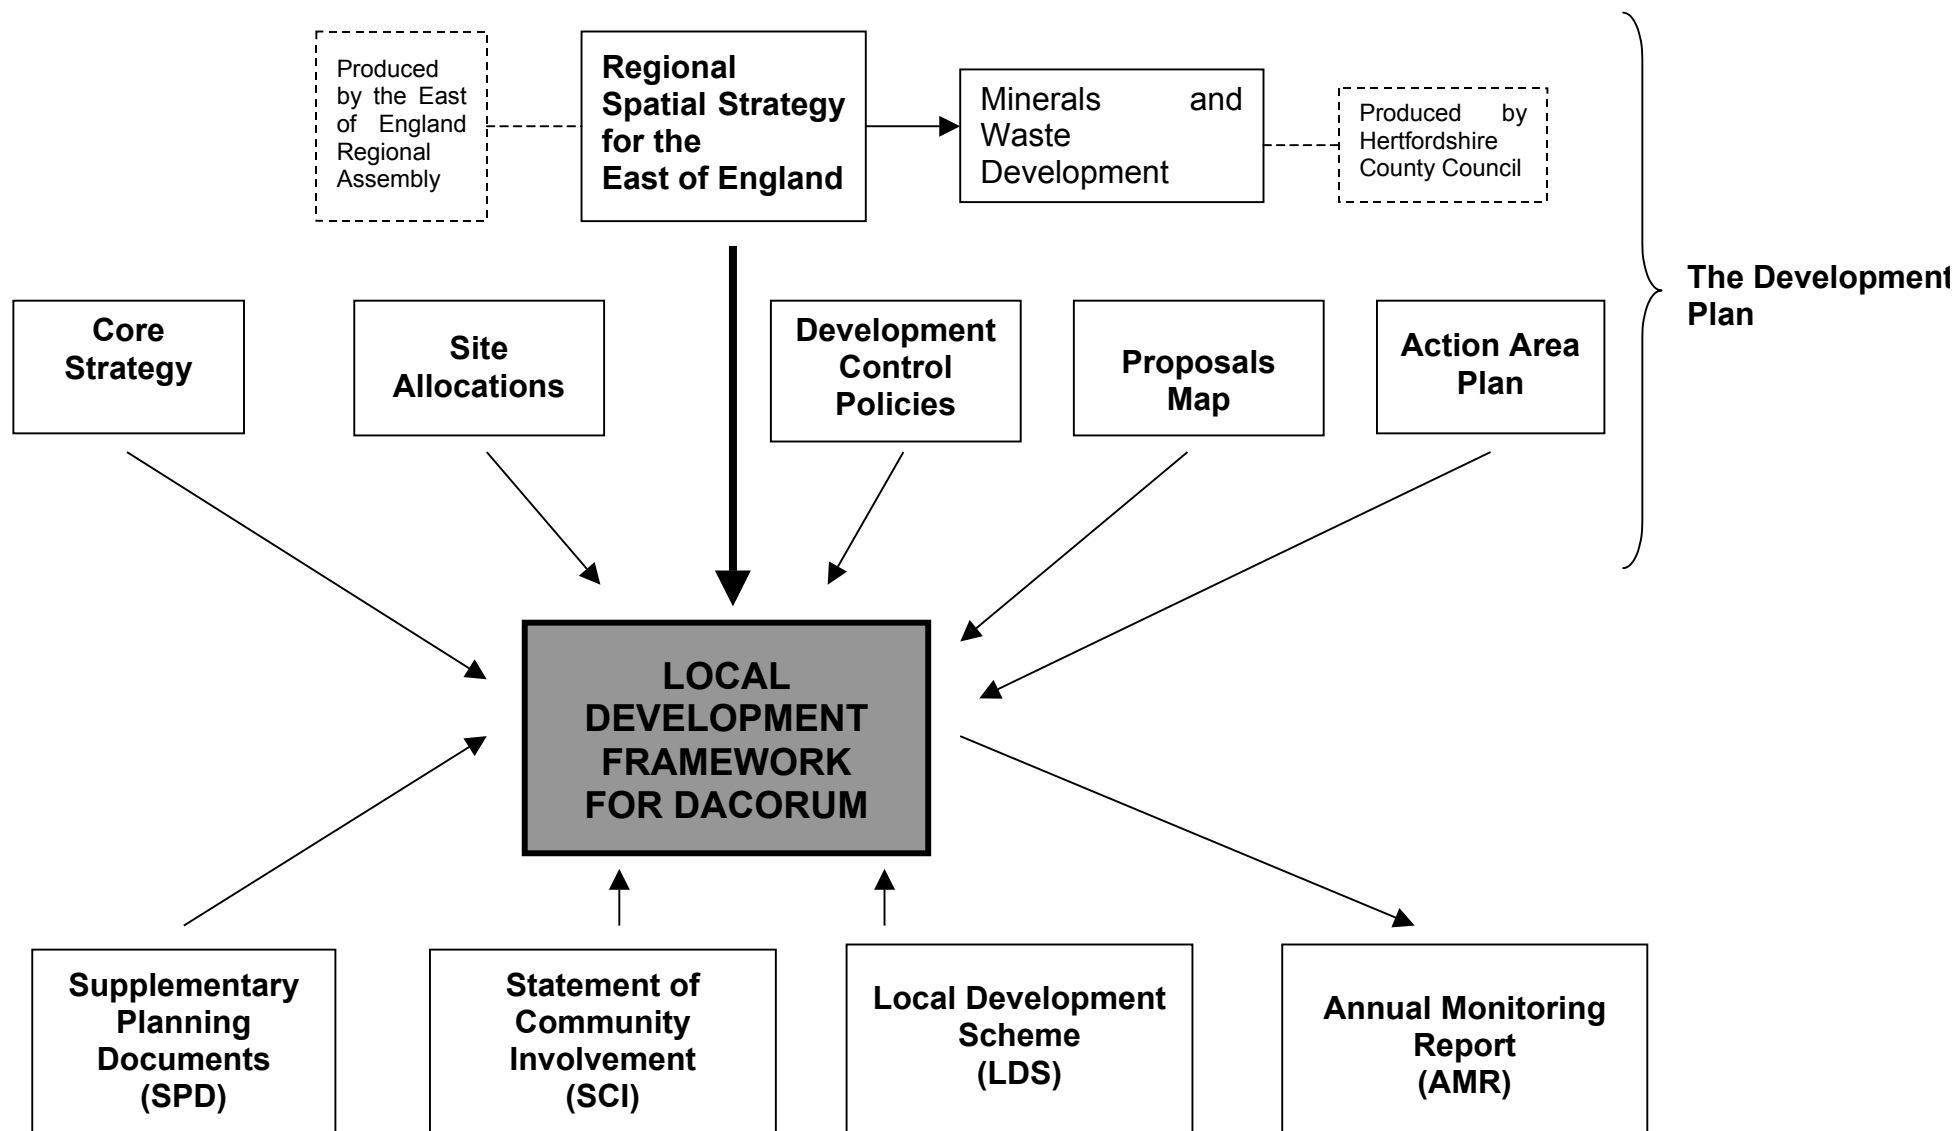 Produced
by the East
of England
Regional
Assembly
Regional
Spatial Strategy
for the
East of England
Minerals and
Waste
Development
Produced by
Hertfordshire
County Council
The Development
Plan
Core
Strategy
Site
Allocations
Development
Control
Policies
Proposals
Map
Action Area
Plan
LOCAL
DEVELOPMENT
FRAMEWORK
FOR DACORUM
Supplementary
Planning
Documents
(SPD)
Statement of
Community
Involvement
(SCI)
Local Development
Scheme
(LDS)
Annual Monitoring
Report
(AMR)